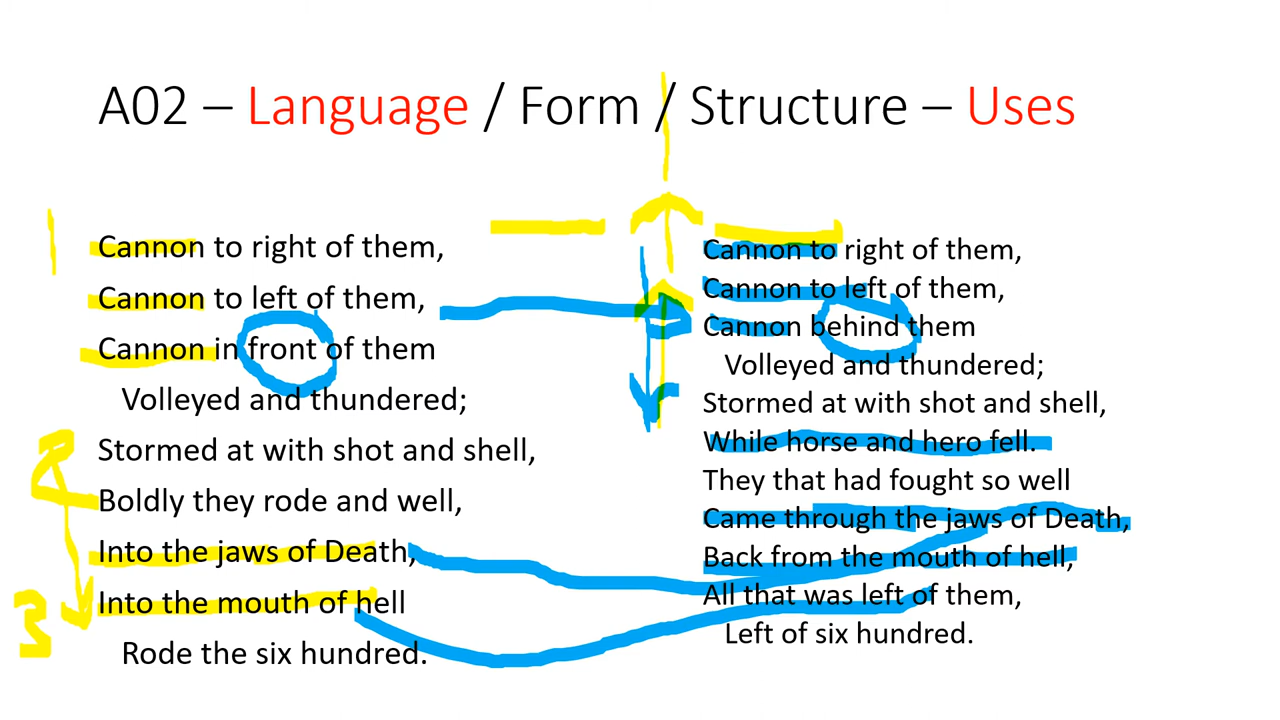 A02 – Language / Form / Structure – Uses
Cannon to right of them,
Cannon to left of them,
Cannon in front of them
Volleyed and thundered;
Stormed at with shot and shell,
Boldly they rode and well,
Into the jaws of Death,
Into the mouth of hell
Rode the six hundred.
3
Cannon to right of them,
Cannon to left of them,
Cannon behind them
Volleyed and thundered;
Stormed at with shot and shell,
While horse and hero fell.
They that had fought so well
Came through the jaws of Death,
Back from the mouth of hell,
All that was left of them,
Left of six hundred.